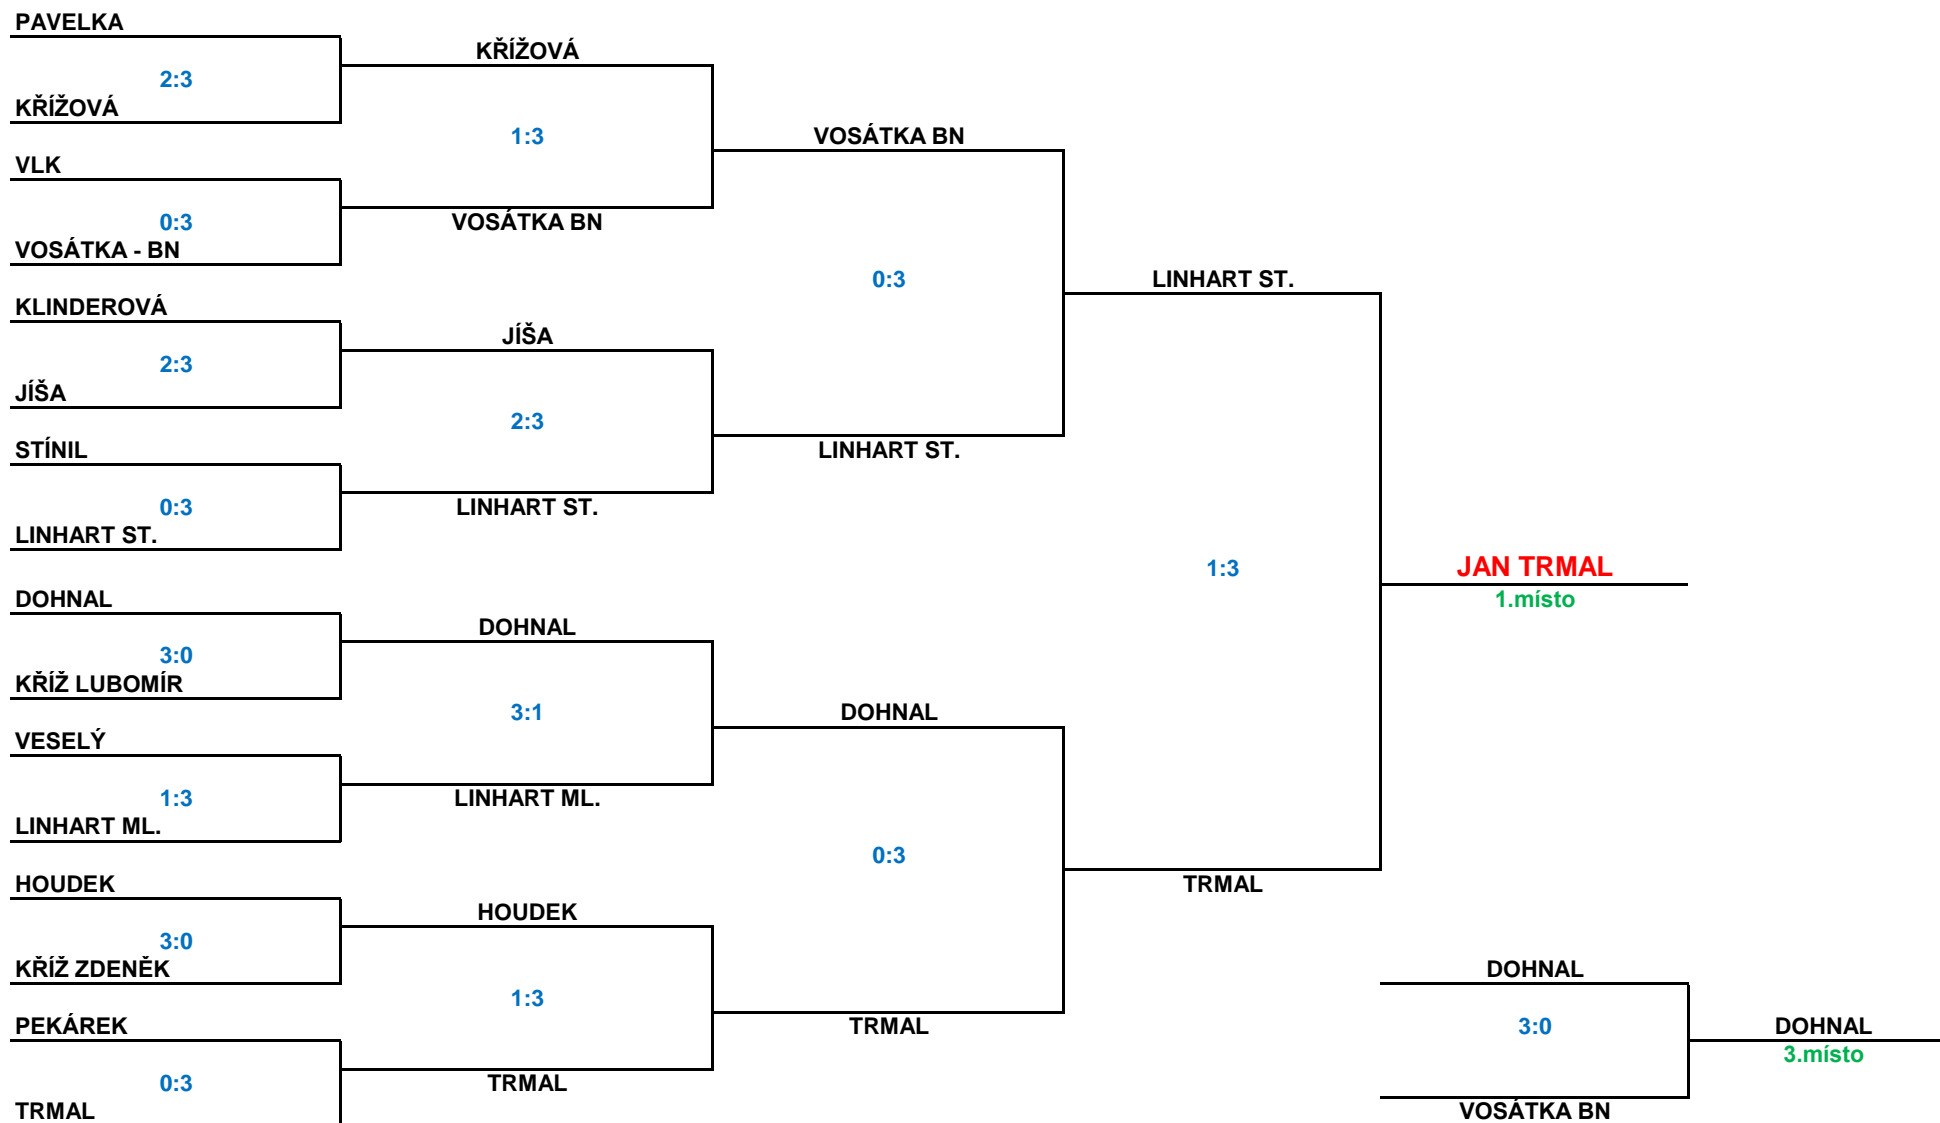 PAVELKA
KŘÍŽOVÁ
2:3
KŘÍŽOVÁ
1:3
VOSÁTKA BN
VLK
0:3
VOSÁTKA BN
VOSÁTKA - BN
0:3
LINHART ST.
KLINDEROVÁ
JÍŠA
2:3
JÍŠA
2:3
LINHART ST.
STÍNIL
0:3
LINHART ST.
LINHART ST.
1:3
JAN TRMAL
1.místo
DOHNAL
DOHNAL
3:0
KŘÍŽ LUBOMÍR
3:1
DOHNAL
VESELÝ
1:3
LINHART ML.
LINHART ML.
0:3
TRMAL
HOUDEK
HOUDEK
3:0
KŘÍŽ ZDENĚK
DOHNAL
1:3
PEKÁREK
TRMAL
3:0
DOHNAL
3.místo
0:3
TRMAL
TRMAL
VOSÁTKA BN